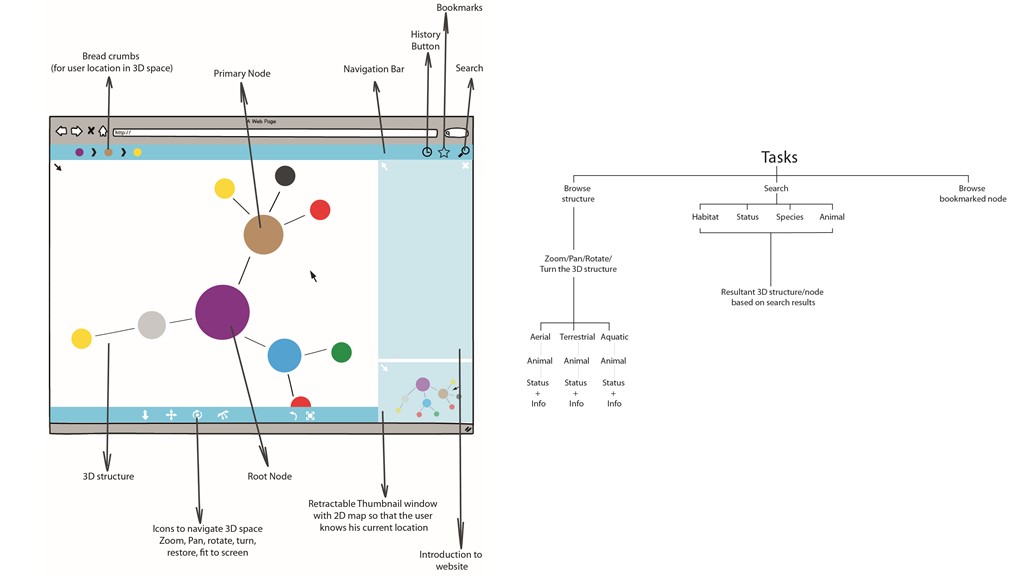 Bookmarks
History
Button
Bread crumbs
(for user location in 3D space)
Primary Node
Navigation Bar
Search
A Web Page
http://
3D structure
Root Node
Icons to navigate 3D space
Zoom, Pan, rotate, turn,
restore, fit to screen
Retractable Thumbnail window
with 2D map so that the user
knows his current location
Introduction to
website
Tasks
Browse
structure
Search
Browse
bookmarked node
Habitat
Status
Species
Animal
Zoom/Pan/Rotate/
Turn the 3D structure
Resultant 3D structure/node
based on search results
Aerial
Terrestrial
Aquatic
Animal
Animal
Animal
Status
+
Info
Status
+
Info
Status
+
Info